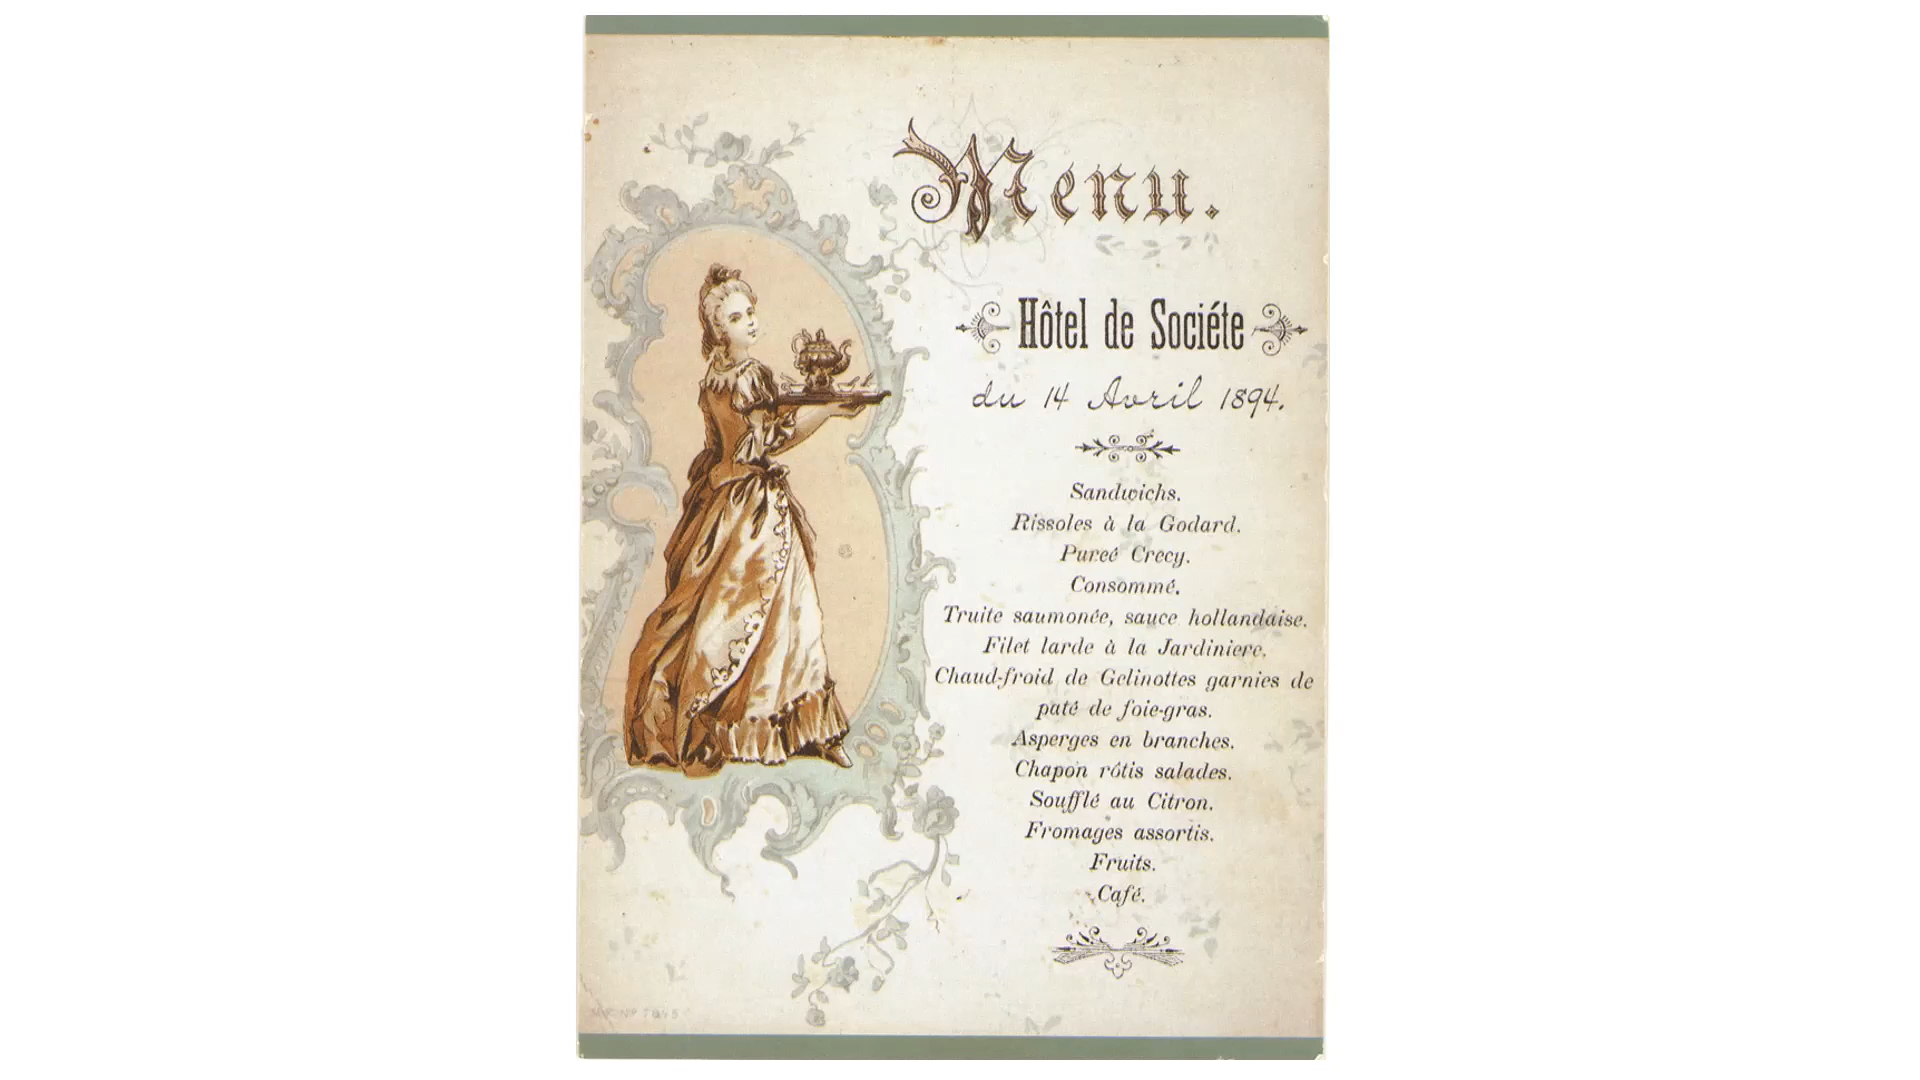 Menu.
Hôtel de Sociéte
du 14 Avril 1894.
Sandwichs.
Rissoles à la Godard.
Pureé Crecy.
Consommé.
Truite saumonée, sauce hollandaise.
Filet larde à la Jardiniere.
Chaud-froid de Gelinottes garnies de
paté de foie-gras.
Asperges en branches.
Chapon rôtis salades.
Soufflé au Citron.
Fromages assortis.
Fruits.
Café.